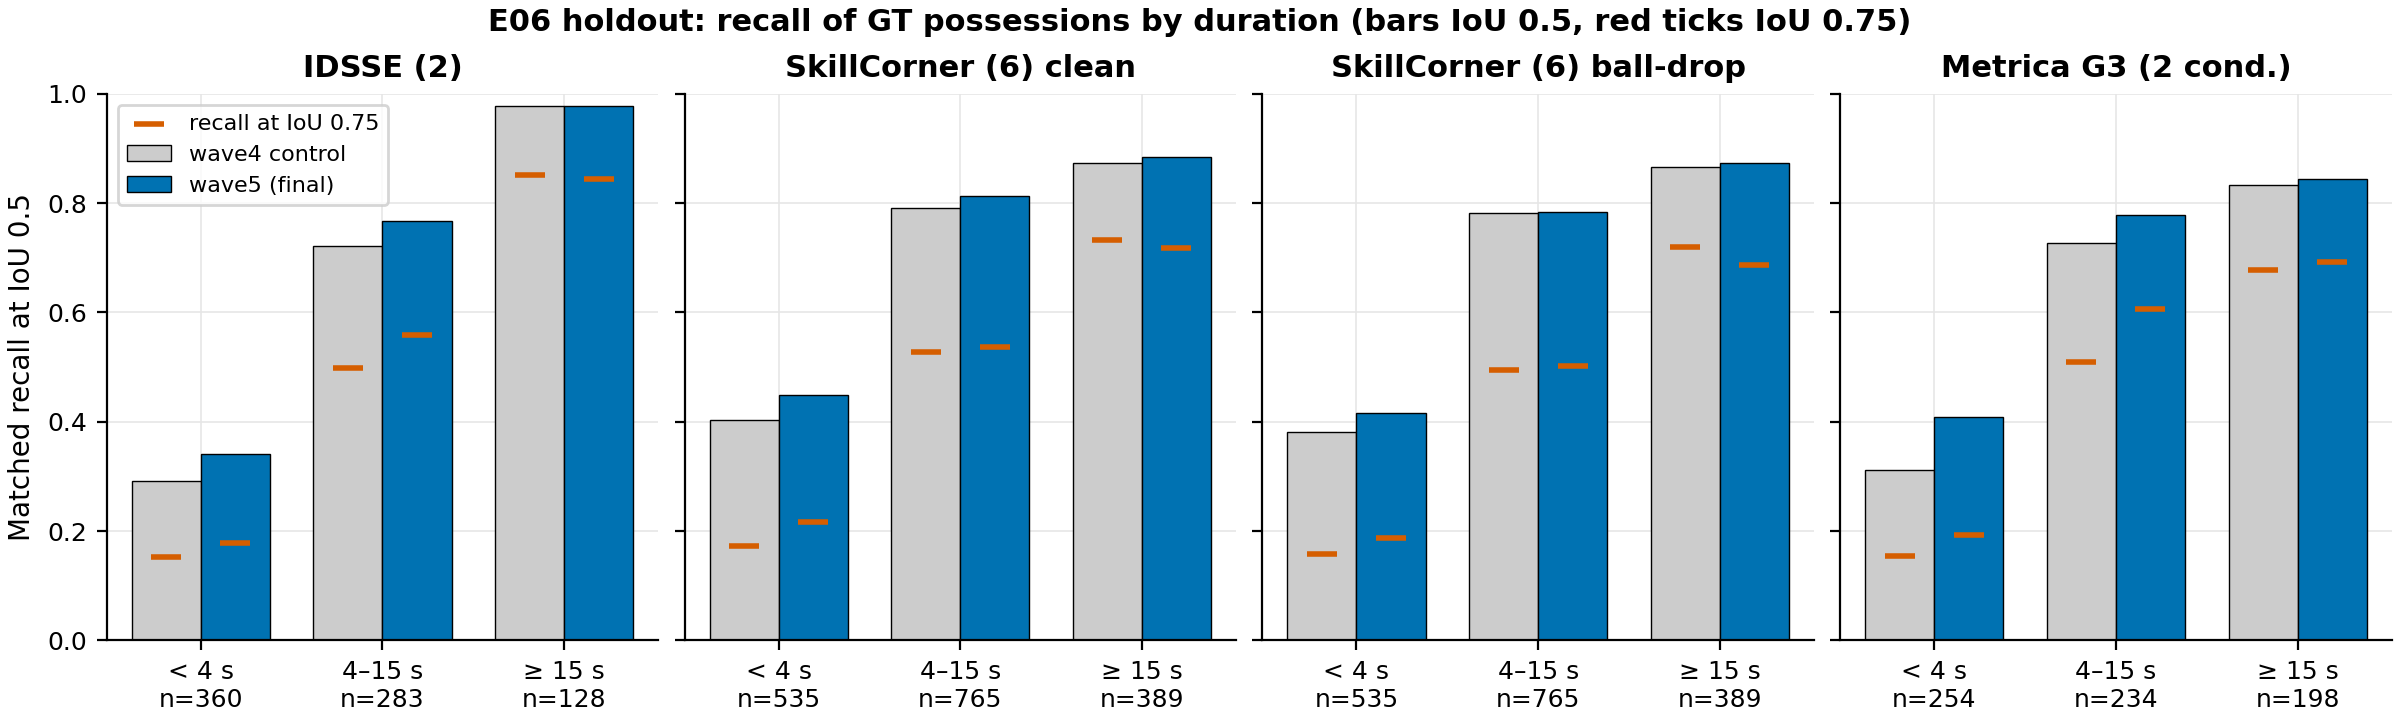 E06 holdout: recall of GT possessions by duration (bars IoU 0.5, red ticks IoU 0.75)
IDSSE (2)
SkillCorner (6) clean
SkillCorner (6) ball-drop
Metrica G3 (2 cond.)
Matched recall at IoU 0.5
1.0
0.8
0.6
0.4
0.2
0.0
recall at IoU 0.75
wave4 control
wave5 (final)
< 4 s
n=360
4–15 s
n=283
≥ 15 s
n=128
< 4 s
n=535
4–15 s
n=765
≥ 15 s
n=389
< 4 s
n=535
4–15 s
n=765
≥ 15 s
n=389
< 4 s
n=254
4–15 s
n=234
≥ 15 s
n=198